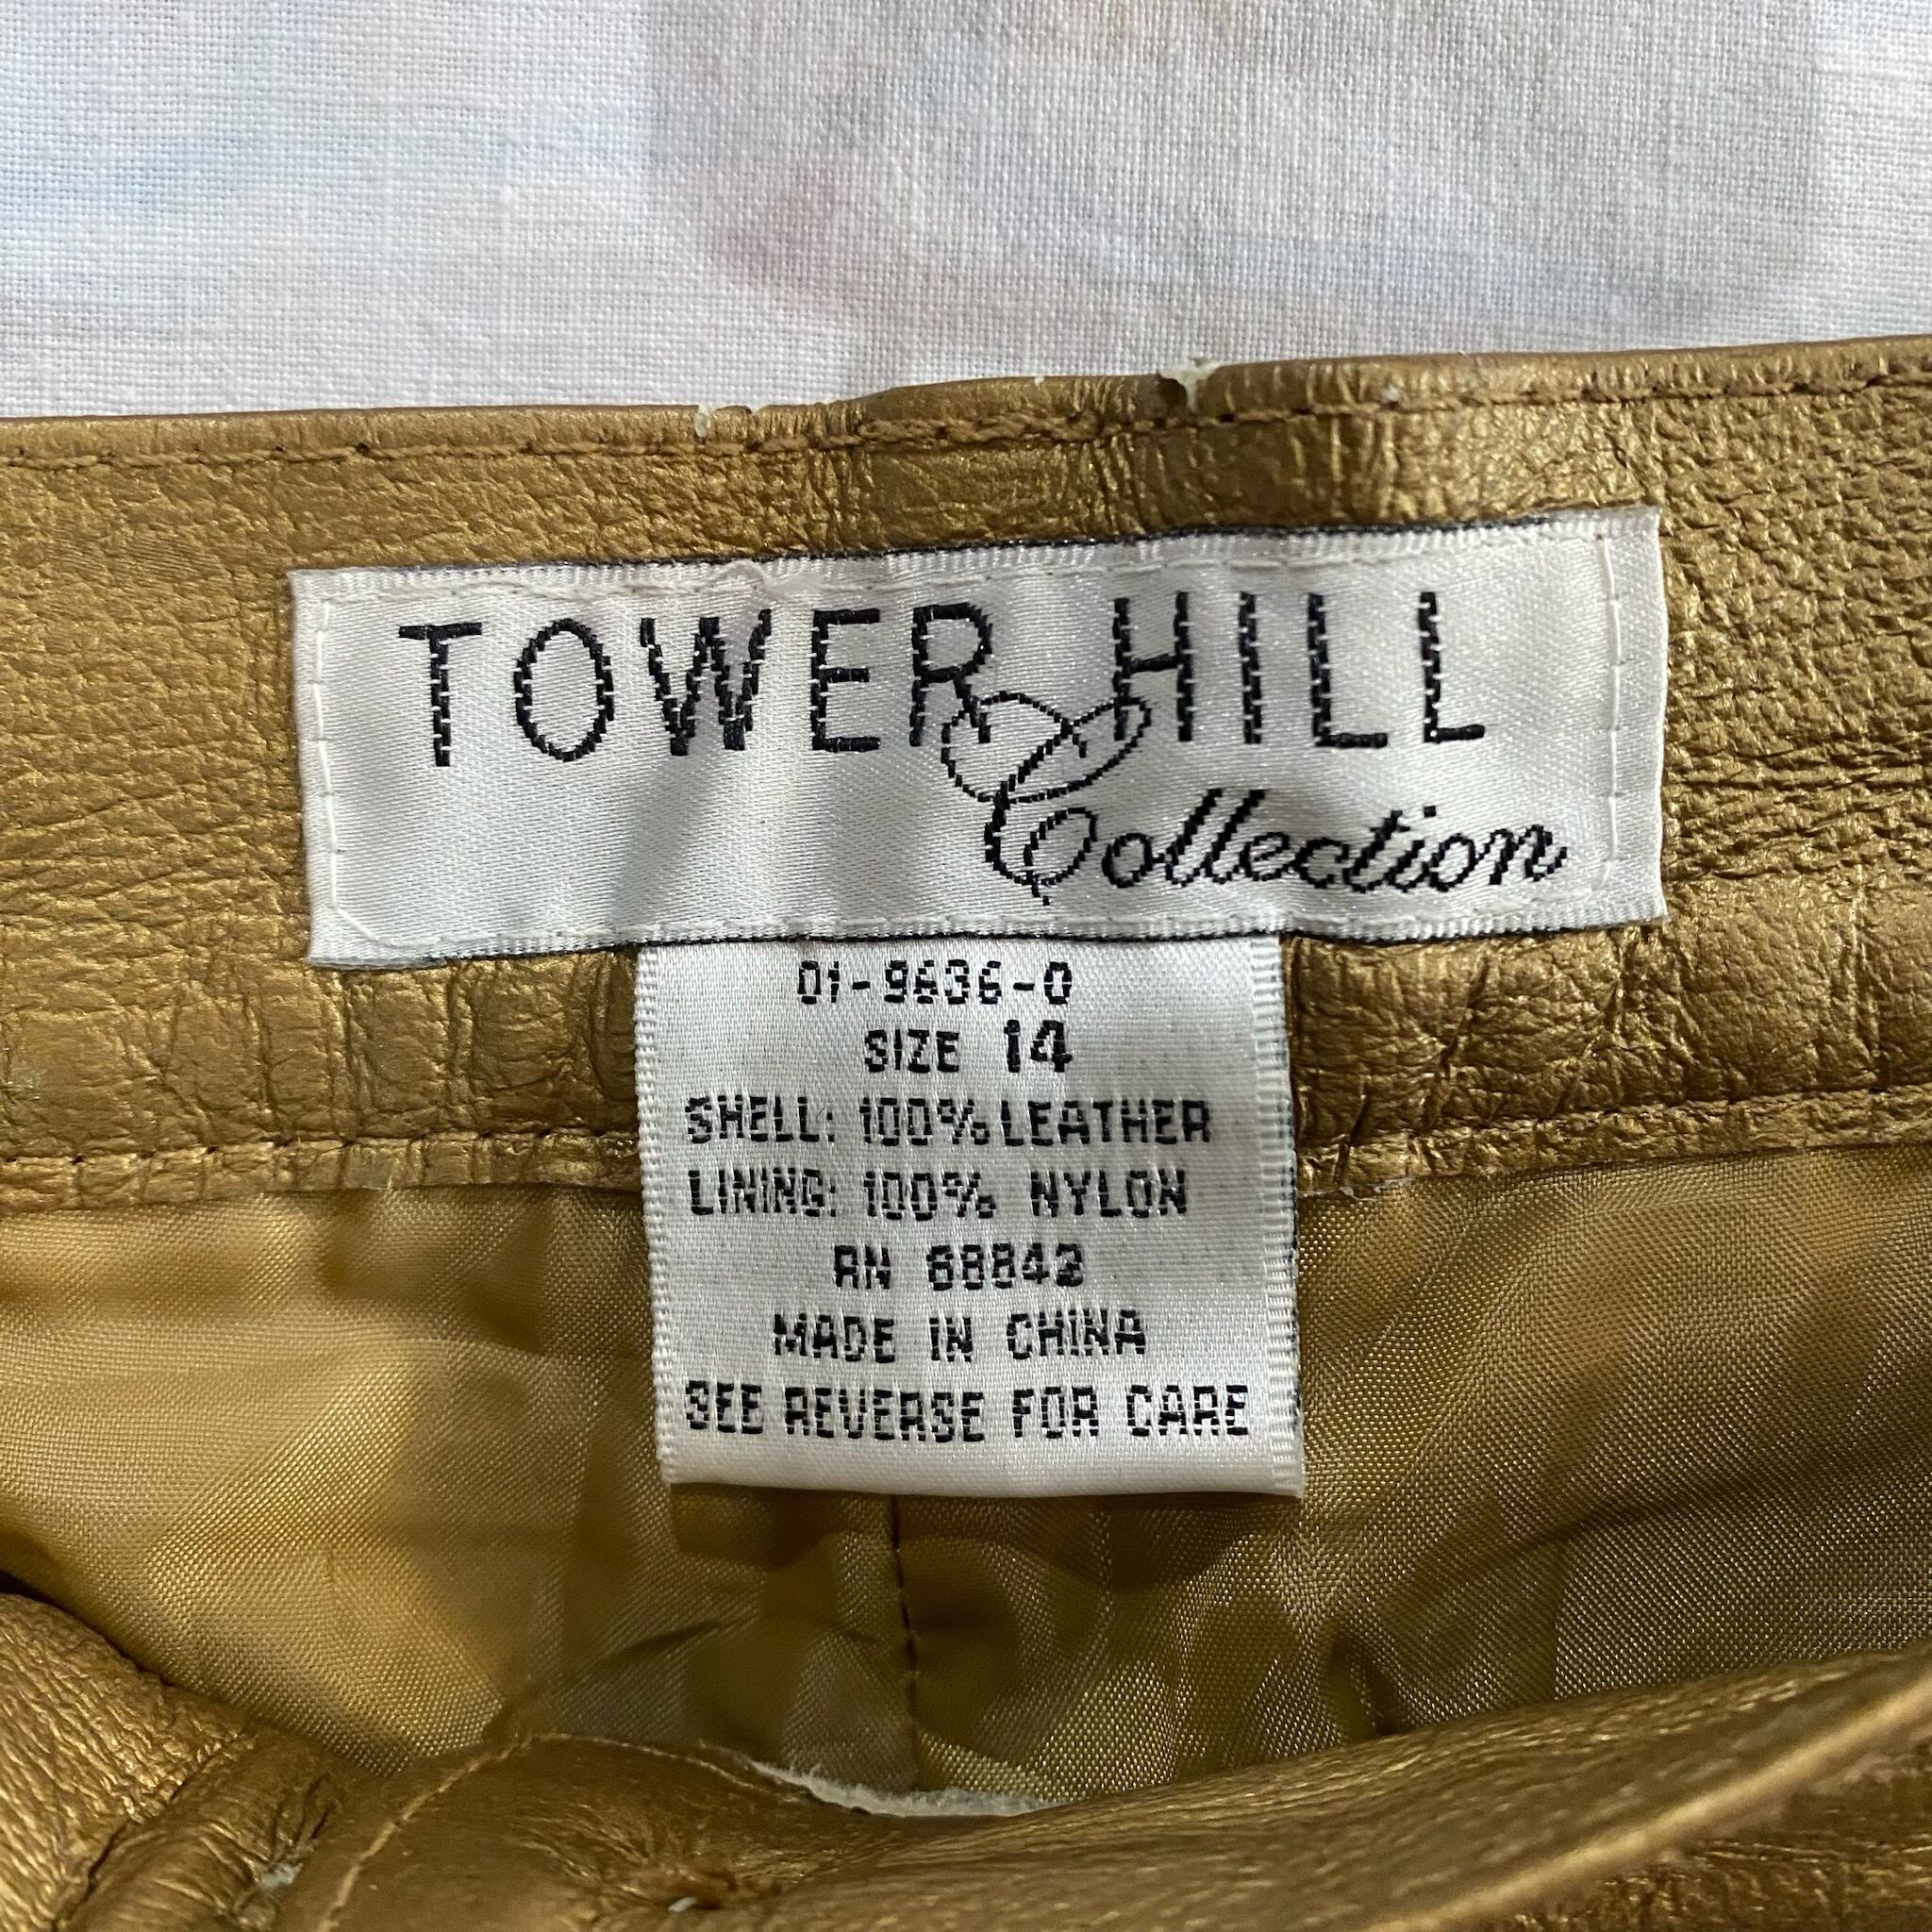 TOWER HILL
Collection
01-9636-0
SIZE 14
SHELL: 100% LEATHER
LINING: 100% NYLON
RN 68842
MADE IN CHINA
SEE REVERSE FOR CARE